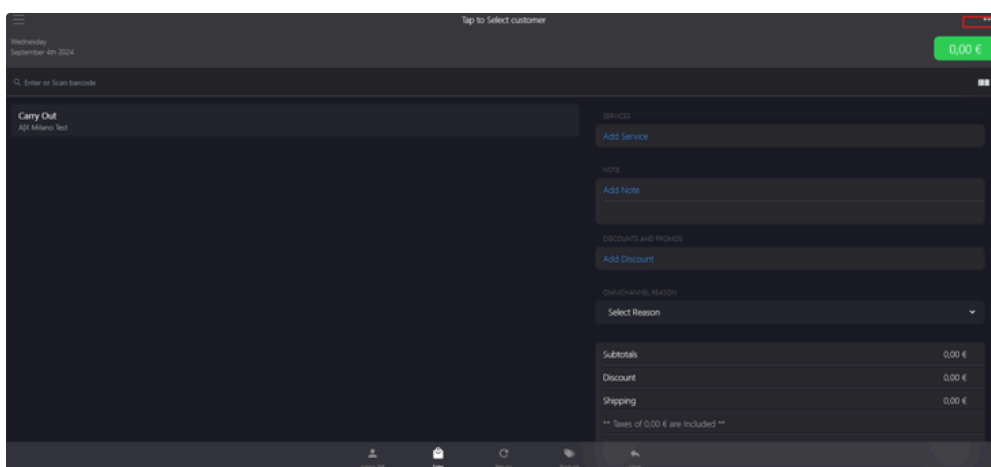 Tap to Select customer
Wednesday
September 4th 2024
0,00 €
Enter or Scan barcode
Carry Out
A|X Milano Test
SERVICES
Add Service
NOTE
Add Note
DISCOUNTS AND PROMOS
Add Discount
OMNICHANNEL REASON
Select Reason
Subtotals 0,00 €
Discount 0,00 €
Shipping 0,00 €
** Taxes of 0,00 € are Included **